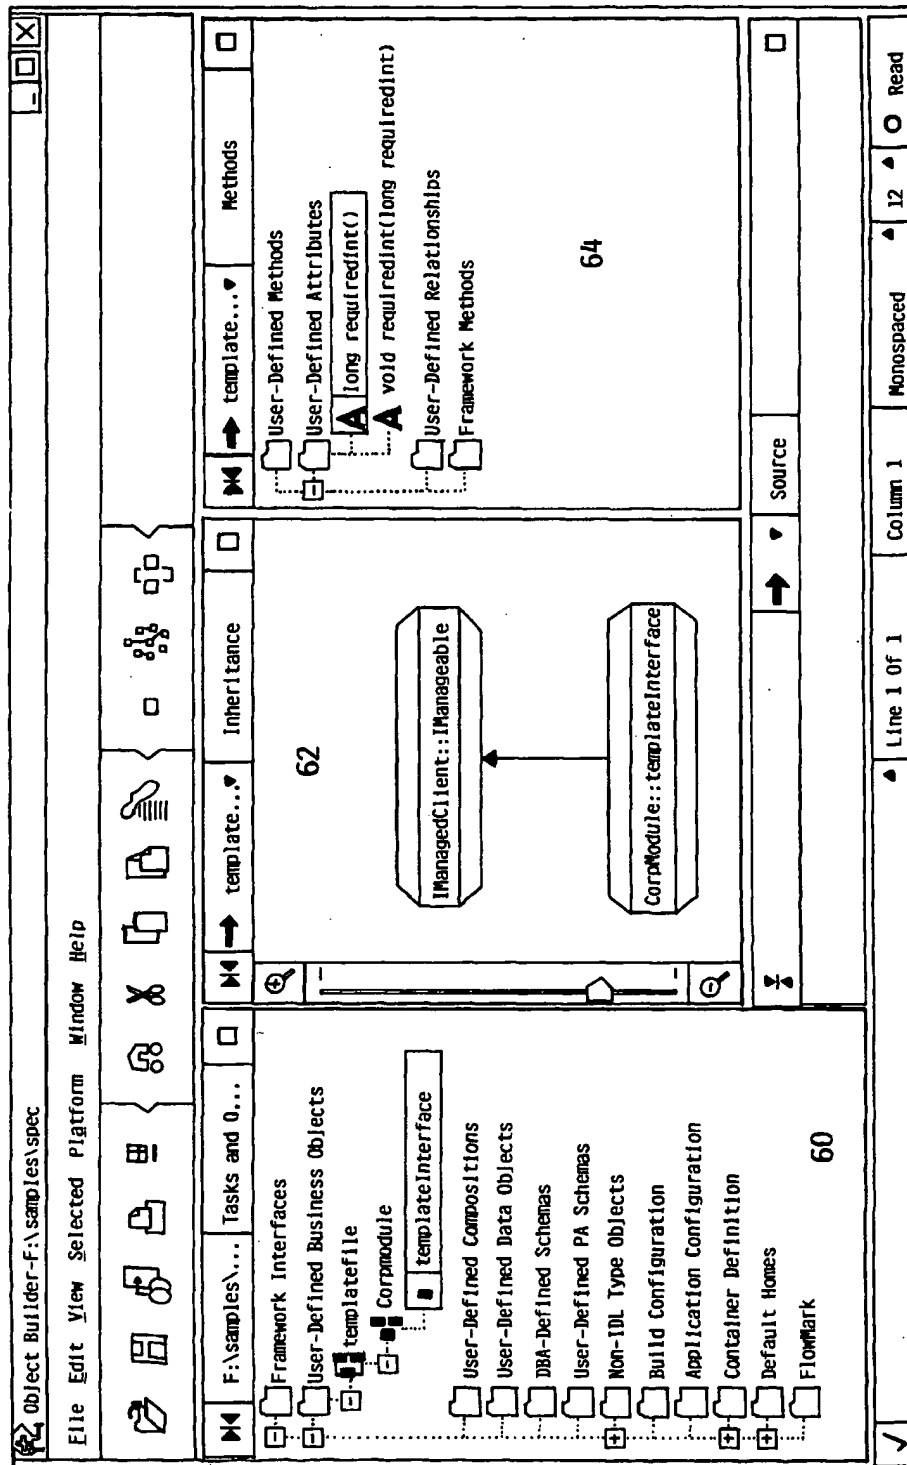 Object Builder-F:\samples\spec
File Edit View Selected Platform Window Help
F:\samples\... Tasks and O...
Framework Interfaces
User-Defined Business Objects
templatefile
Corpmodule
templateInterface
User-Defined Compositions
User-Defined Data Objects
DBA-Defined Schemas
User-Defined PA Schemas
Non-IDL Type Objects
Build Configuration
Application Configuration
Container Definition
Default Homes
FlowMark
60
template... Inheritance
62
IManagedClient::IManageable
CorpModule::templateInterface
template... Methods
User-Defined Methods
User-Defined Attributes
A long requiredint()
A void requiredint(long requiredint)
User-Defined Relationships
Framework Methods
64
Source
Line 1 Of 1 Column 1 Monospaced 12 Read